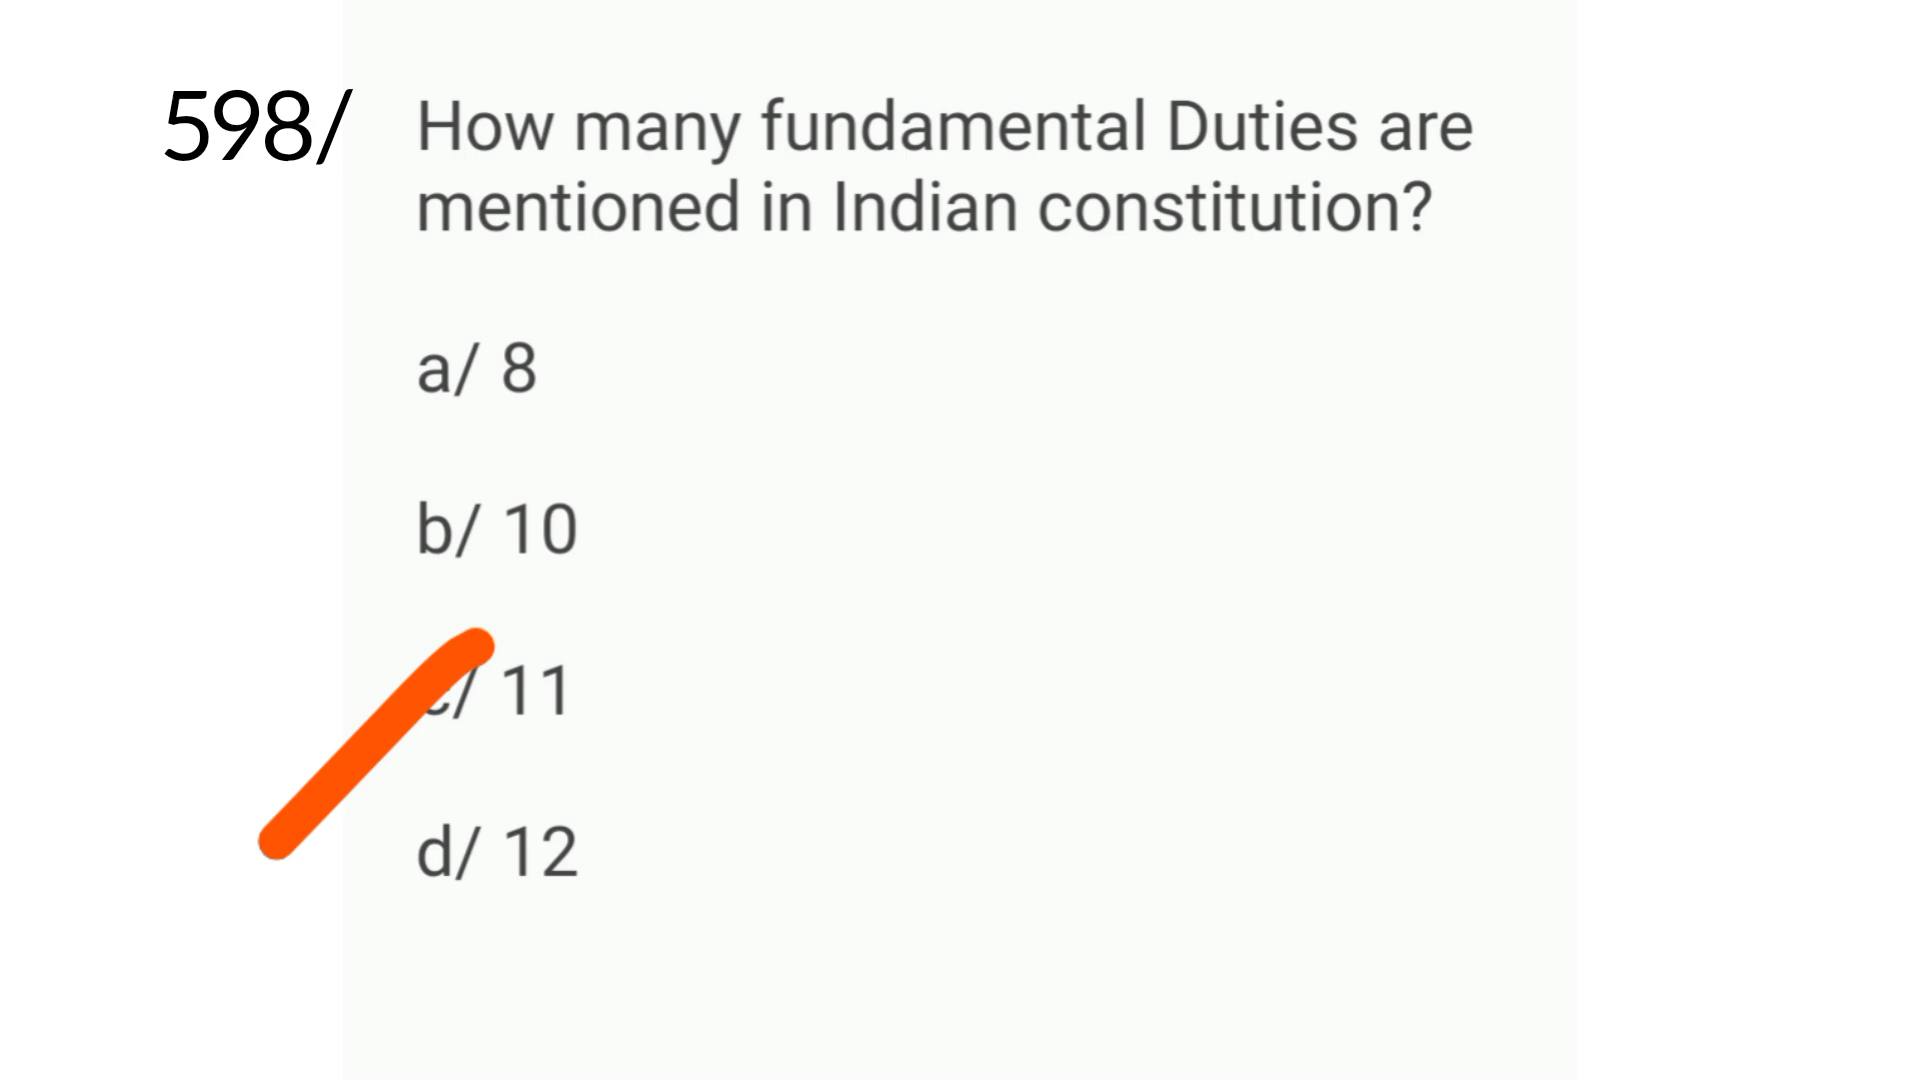 598/ How many fundamental Duties are
mentioned in Indian constitution?
a/ 8
b/ 10
c/ 11
d/ 12